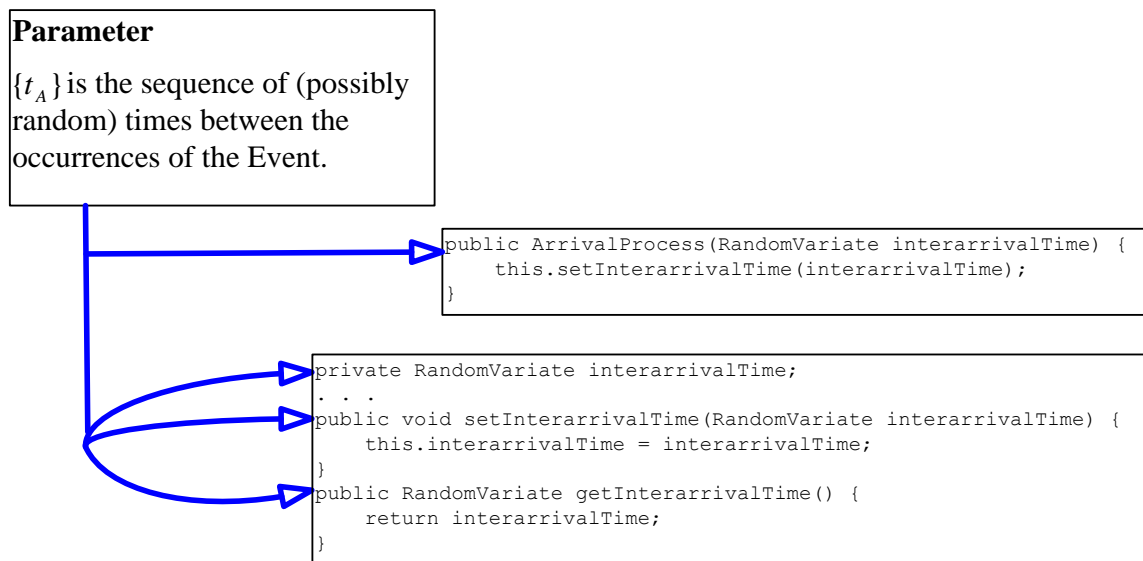 Parameter
{t_A} is the sequence of (possibly
random) times between the
occurrences of the Event.
public ArrivalProcess(RandomVariate interarrivalTime) {
    this.setInterarrivalTime(interarrivalTime);
}
private RandomVariate interarrivalTime;
. . .
public void setInterarrivalTime(RandomVariate interarrivalTime) {
    this.interarrivalTime = interarrivalTime;
}
public RandomVariate getInterarrivalTime() {
    return interarrivalTime;
}